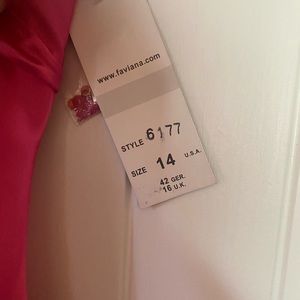 www.faviana.com
STYLE 6177
SIZE 14 U.S.A.
42 GER.
16 U.K.